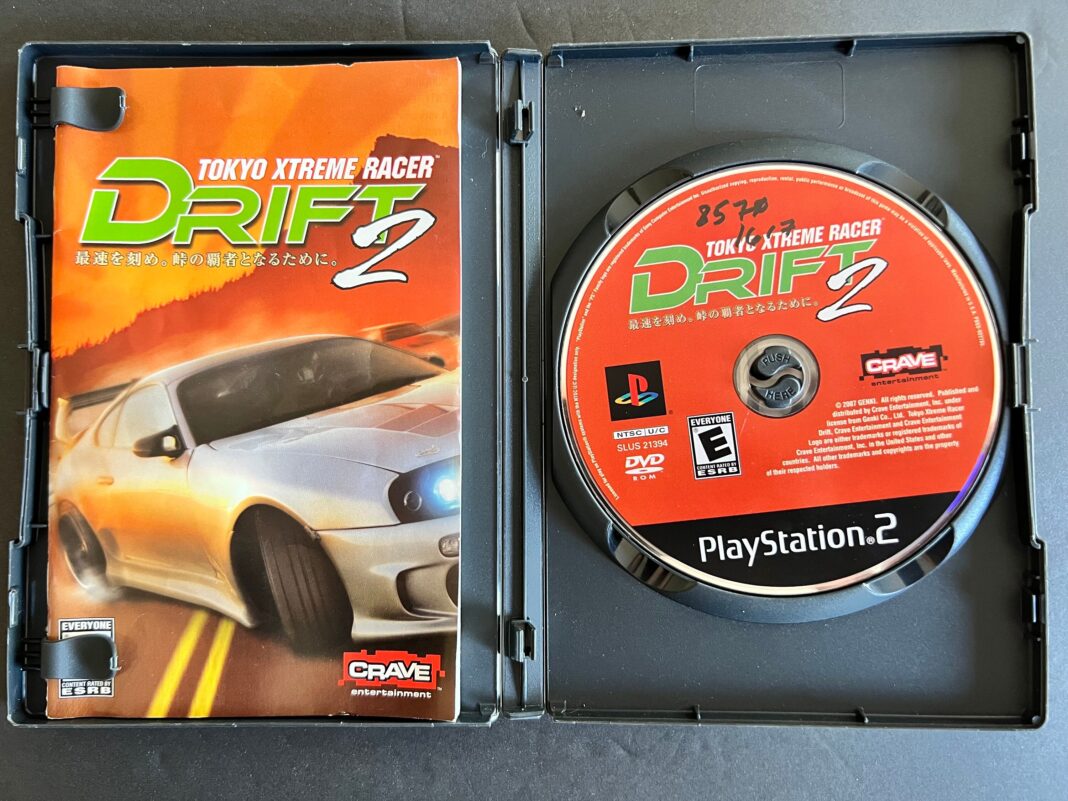 TOKYO XTREME RACER™
DRIFT 2
最速を刻め。峠の覇者となるために。
EVERYONE
CONTENT RATED BY
ESRB
CRAVE™
entertainment
8570
TOKYO XTREME RACER™
DRIFT 2
最速を刻め。峠の覇者となるために。
PUSH
HERE
CRAVE™
entertainment
NTSC U/C
SLUS 21394
DVD
ROM
EVERYONE
E
CONTENT RATED BY
ESRB
© 2007 GENKI. All rights reserved. Published and
distributed by Crave Entertainment, Inc. under
license from Genki Co., Ltd. Tokyo Xtreme Racer
Drift, Crave Entertainment and Crave Entertainment
Logo are either trademarks or registered trademarks of
Crave Entertainment, Inc. in the United States and other
countries. All other trademarks and copyrights are the property
of their respected holders.
PlayStation®2